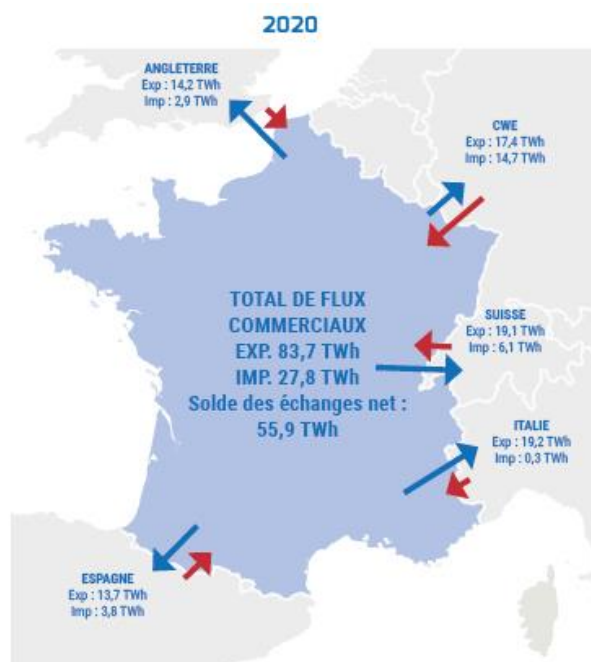 2020
ANGLETERRE
Exp : 14,2 TWh
Imp : 2,9 TWh
CWE
Exp : 17,4 TWh
Imp : 14,7 TWh
TOTAL DE FLUX
COMMERCIAUX
EXP. 83,7 TWh
IMP. 27,8 TWh
Solde des échanges net :
55,9 TWh
SUISSE
Exp : 19,1 TWh
Imp : 6,1 TWh
ITALIE
Exp : 19,2 TWh
Imp : 0,3 TWh
ESPAGNE
Exp : 13,7 TWh
Imp : 3,8 TWh